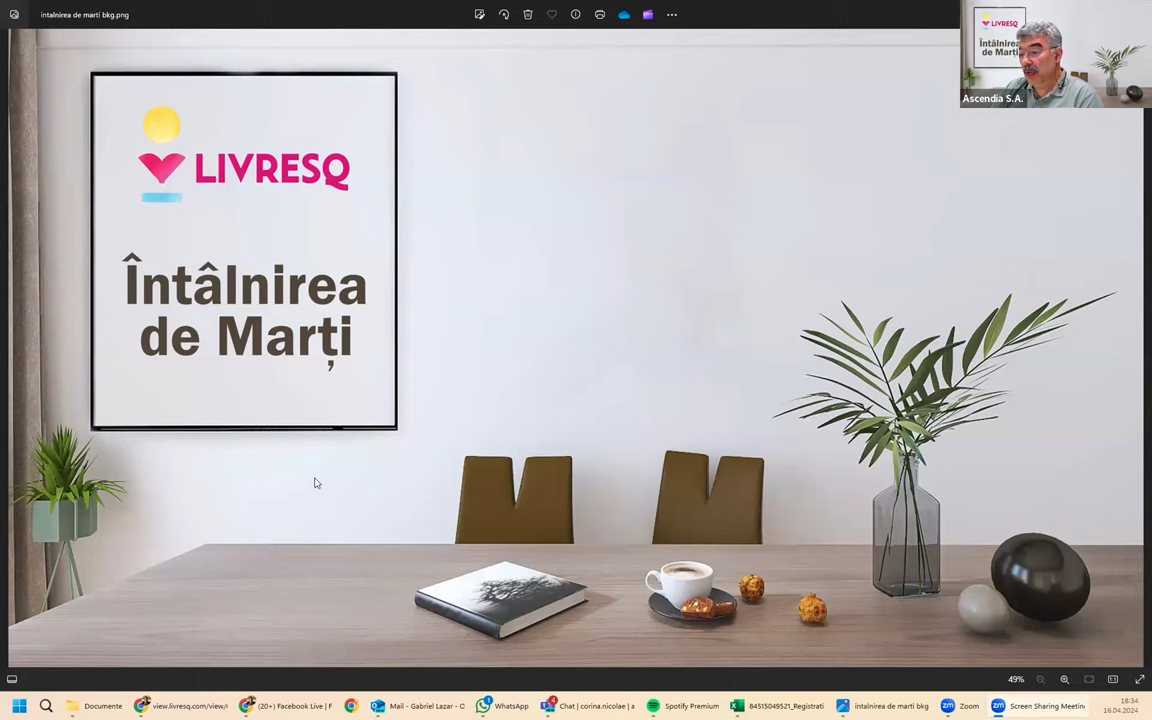 intalnirea de marti bkg.png
LIVRESQ
Întâlnirea
de Marți
LIVRESQ
Întâlnirea
de Marți
Ascendia S.A.
49%
Documente
view.livresq.com/view/
(20+) Facebook Live | F
Mail - Gabriel Lazar - O
WhatsApp
Chat | corina.nicolae | a
Spotify Premium
84515049521_Registrati
intalnirea de marti bkg
Zoom
Screen Sharing Meetin
18:34
16.04.2024